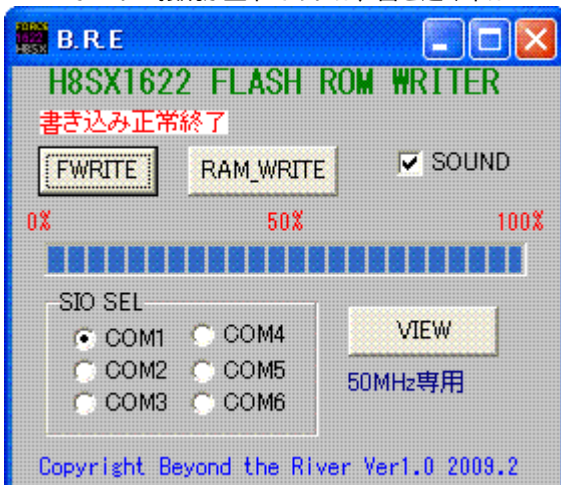 B.R.E
H8SX1622 FLASH ROM WRITER
書き込み正常終了
FWRITE RAM_WRITE SOUND
0% 50% 100%
SIO SEL
COM1 COM4
COM2 COM5
COM3 COM6
VIEW
50MHz専用
Copyright Beyond the River Ver1.0 2009.2